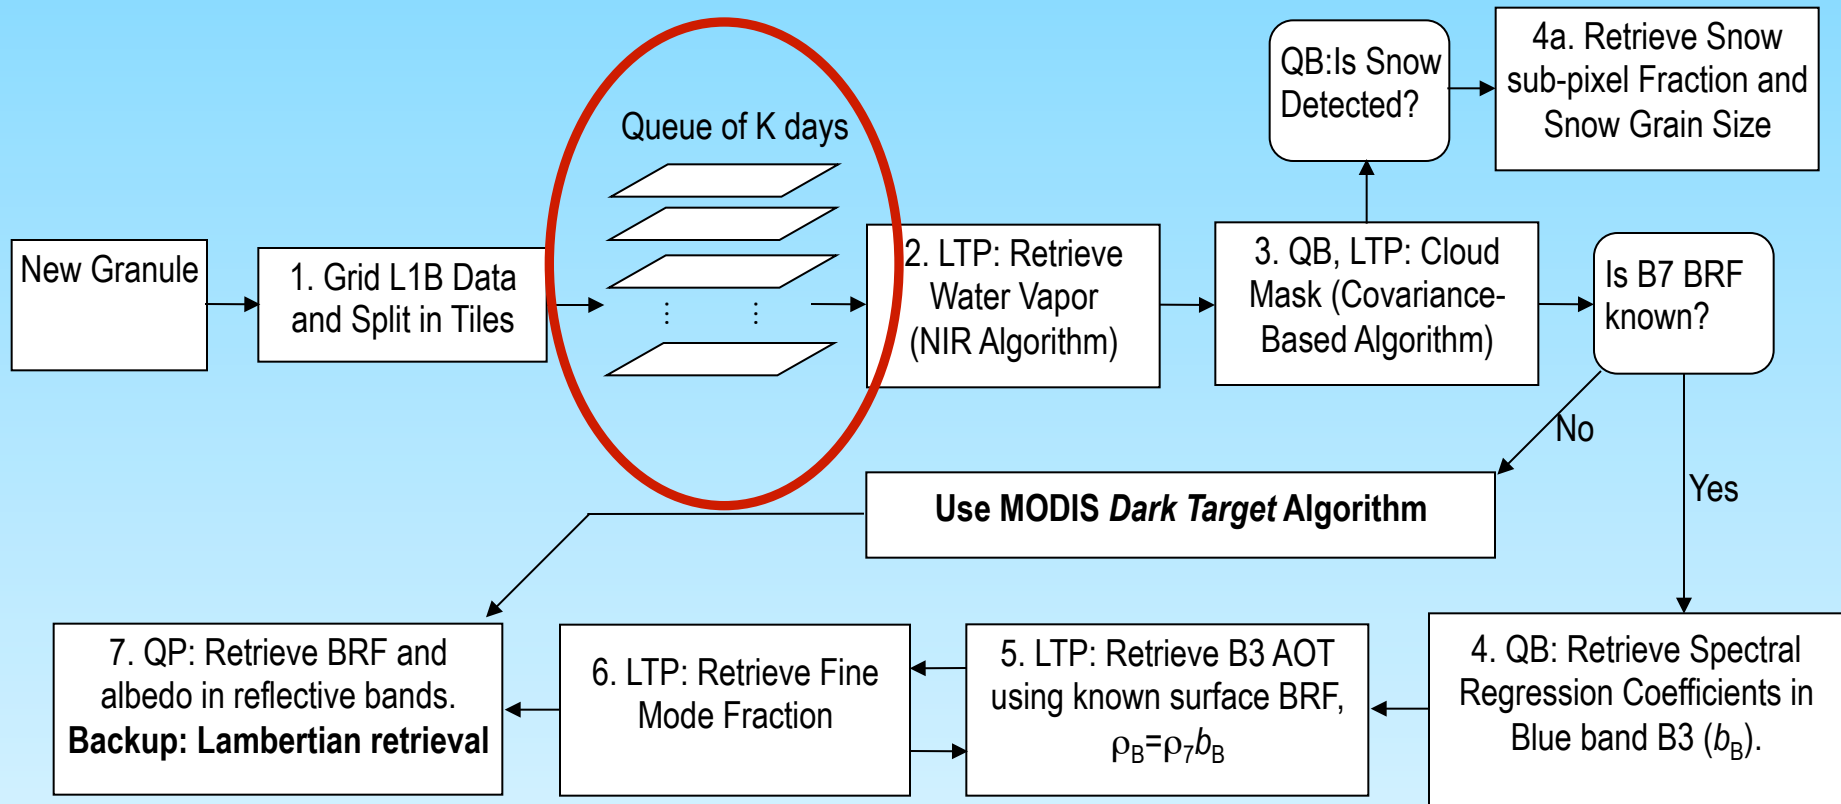 New Granule
1. Grid L1B Data
and Split in Tiles
Queue of K days
2. LTP: Retrieve
Water Vapor
(NIR Algorithm)
3. QB, LTP: Cloud
Mask (Covariance-
Based Algorithm)
QB:Is Snow
Detected?
4a. Retrieve Snow
sub-pixel Fraction and
Snow Grain Size
Is B7 BRF
known?
No
Yes
Use MODIS Dark Target Algorithm
4. QB: Retrieve Spectral
Regression Coefficients in
Blue band B3 (bB).
5. LTP: Retrieve B3 AOT
using known surface BRF,
ρB=ρ7bB
6. LTP: Retrieve Fine
Mode Fraction
7. QP: Retrieve BRF and
albedo in reflective bands.
Backup: Lambertian retrieval